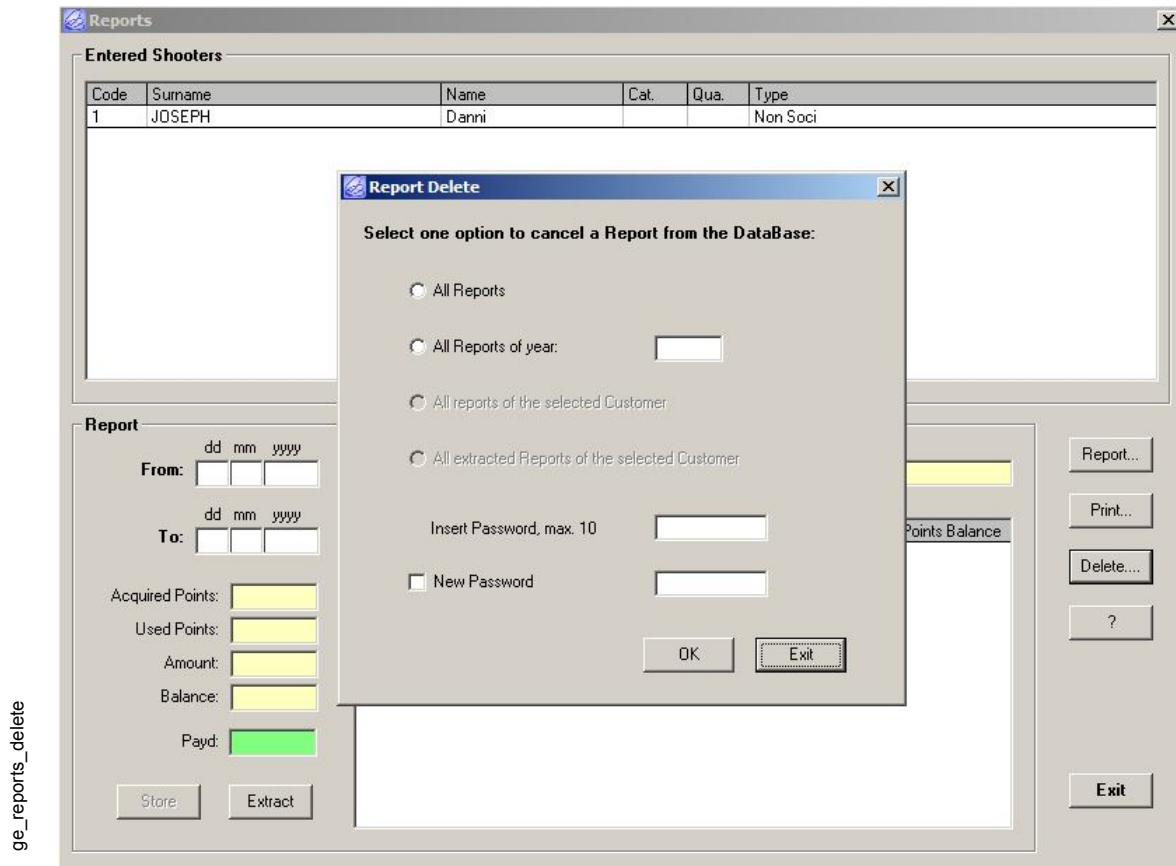 Reports
Entered Shooters
Code Surname Name Cat. Qua. Type
1 JOSEPH Danni Non Soci
Report Delete
Select one option to cancel a Report from the DataBase:
All Reports
All Reports of year:
All reports of the selected Customer
All extracted Reports of the selected Customer
Insert Password, max. 10
New Password
OK Exit
Report
dd mm yyyy
From:
dd mm yyyy
To:
Acquired Points:
Used Points:
Amount:
Balance:
Payd:
Store Extract
Points Balance
Report...
Print...
Delete....
?
Exit
ge_reports_delete